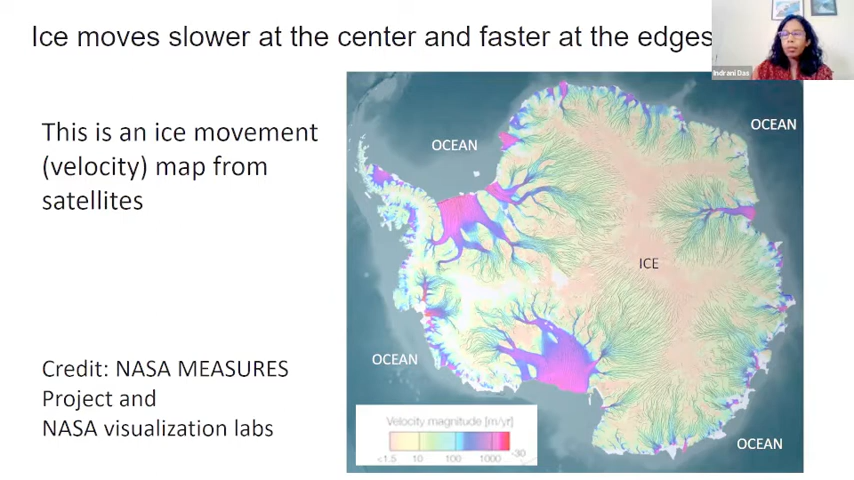 Ice moves slower at the center and faster at the edges
Indrani Das
This is an ice movement
(velocity) map from
satellites
OCEAN
OCEAN
ICE
OCEAN
OCEAN
Credit: NASA MEASURES
Project and
NASA visualization labs
Velocity magnitude [m/yr]
<1.5 10 100 1000